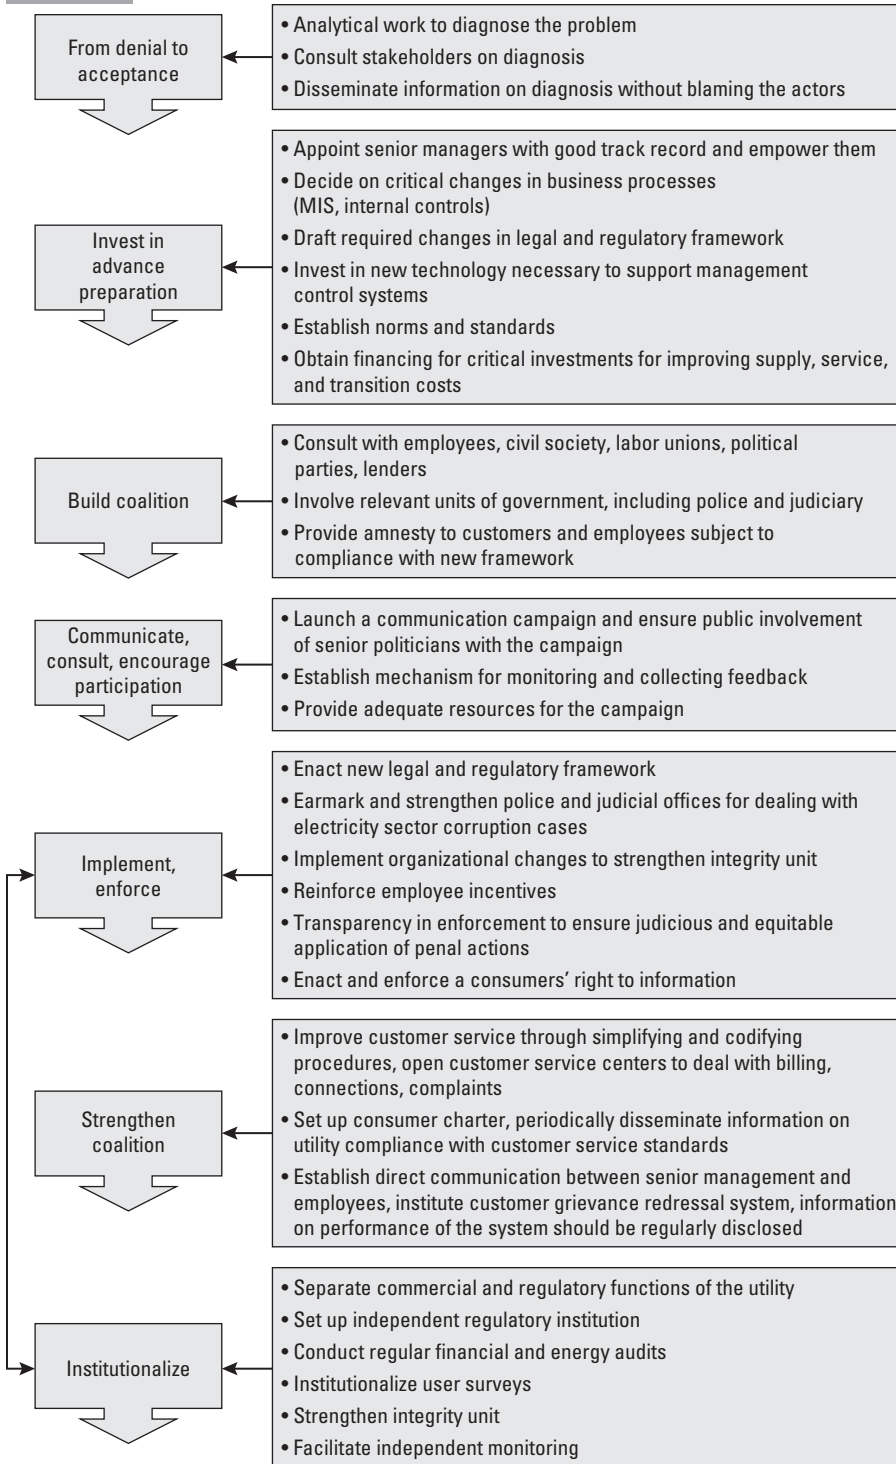 From denial to
acceptance
• Analytical work to diagnose the problem
• Consult stakeholders on diagnosis
• Disseminate information on diagnosis without blaming the actors
Invest in
advance
preparation
• Appoint senior managers with good track record and empower them
• Decide on critical changes in business processes
(MIS, internal controls)
• Draft required changes in legal and regulatory framework
• Invest in new technology necessary to support management
control systems
• Establish norms and standards
• Obtain financing for critical investments for improving supply, service,
and transition costs
Build coalition
• Consult with employees, civil society, labor unions, political
parties, lenders
• Involve relevant units of government, including police and judiciary
• Provide amnesty to customers and employees subject to
compliance with new framework
Communicate,
consult, encourage
participation
• Launch a communication campaign and ensure public involvement
of senior politicians with the campaign
• Establish mechanism for monitoring and collecting feedback
• Provide adequate resources for the campaign
Implement,
enforce
• Enact new legal and regulatory framework
• Earmark and strengthen police and judicial offices for dealing with
electricity sector corruption cases
• Implement organizational changes to strengthen integrity unit
• Reinforce employee incentives
• Transparency in enforcement to ensure judicious and equitable
application of penal actions
• Enact and enforce a consumers' right to information
Strengthen
coalition
• Improve customer service through simplifying and codifying
procedures, open customer service centers to deal with billing,
connections, complaints
• Set up consumer charter, periodically disseminate information on
utility compliance with customer service standards
• Establish direct communication between senior management and
employees, institute customer grievance redressal system, information
on performance of the system should be regularly disclosed
Institutionalize
• Separate commercial and regulatory functions of the utility
• Set up independent regulatory institution
• Conduct regular financial and energy audits
• Institutionalize user surveys
• Strengthen integrity unit
• Facilitate independent monitoring